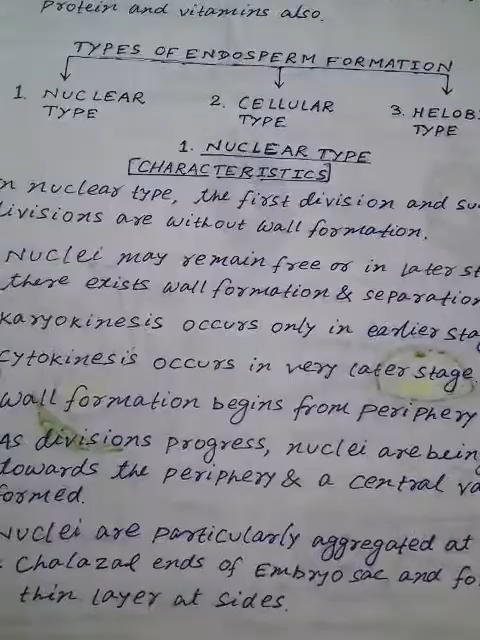 Protein and vitamins also.
TYPES OF ENDOSPERM FORMATION
1. NUCLEAR TYPE
2. CELLULAR TYPE
3. HELOB
TYPE
1. NUCLEAR TYPE
[CHARACTERISTICS]
n nuclear type, the first division and su
ivisions are without wall formation.
Nuclei may remain free or in later st
there exists wall formation & separation
karyokinesis occurs only in earlier sta
cytokinesis occurs in very later stage.
Wall formation begins from periphery
As divisions progress, nuclei are being
towards the periphery & a central va
formed.
Nuclei are particularly aggregated at
Chalazal ends of Embryo sac and fo
thin layer at sides.